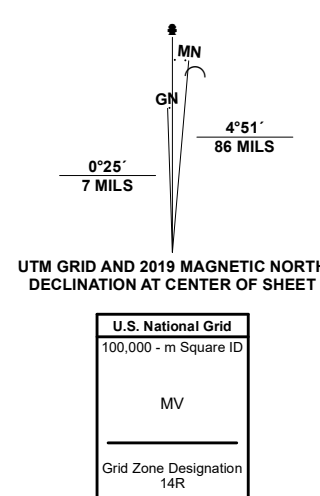 MN
GN
4°51´
86 MILS
0°25´
7 MILS
UTM GRID AND 2019 MAGNETIC NORTH
DECLINATION AT CENTER OF SHEET
U.S. National Grid
100,000 - m Square ID
MV
Grid Zone Designation
14R